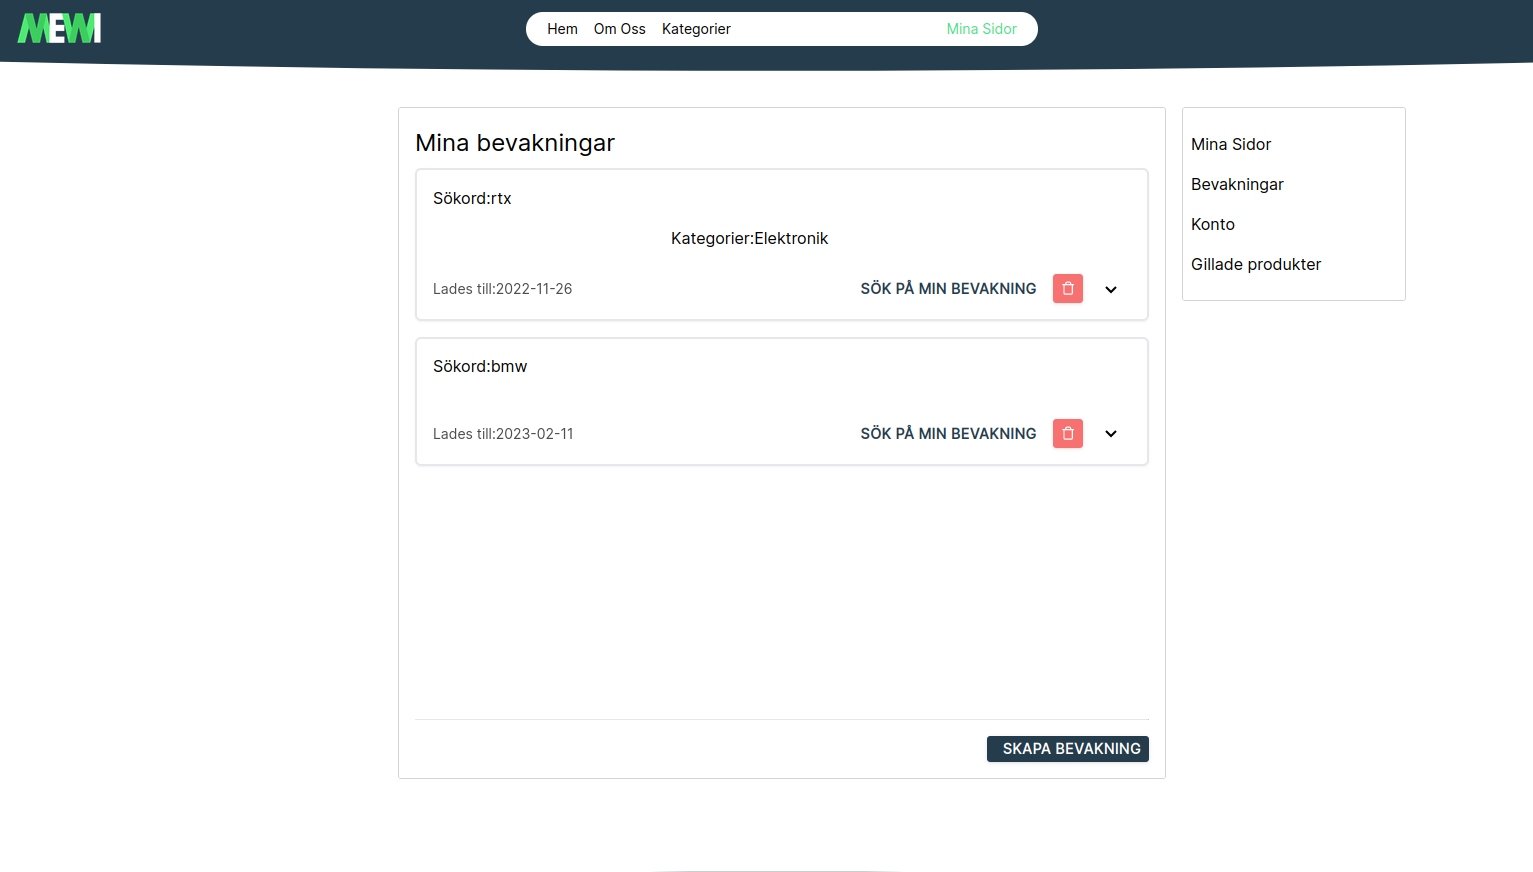 MEWI
Hem Om Oss Kategorier Mina Sidor
Mina bevakningar
Sökord:rtx
Kategorier:Elektronik
Lades till:2022-11-26 SÖK PÅ MIN BEVAKNING
Sökord:bmw
Lades till:2023-02-11 SÖK PÅ MIN BEVAKNING
SKAPA BEVAKNING
Mina Sidor
Bevakningar
Konto
Gillade produkter